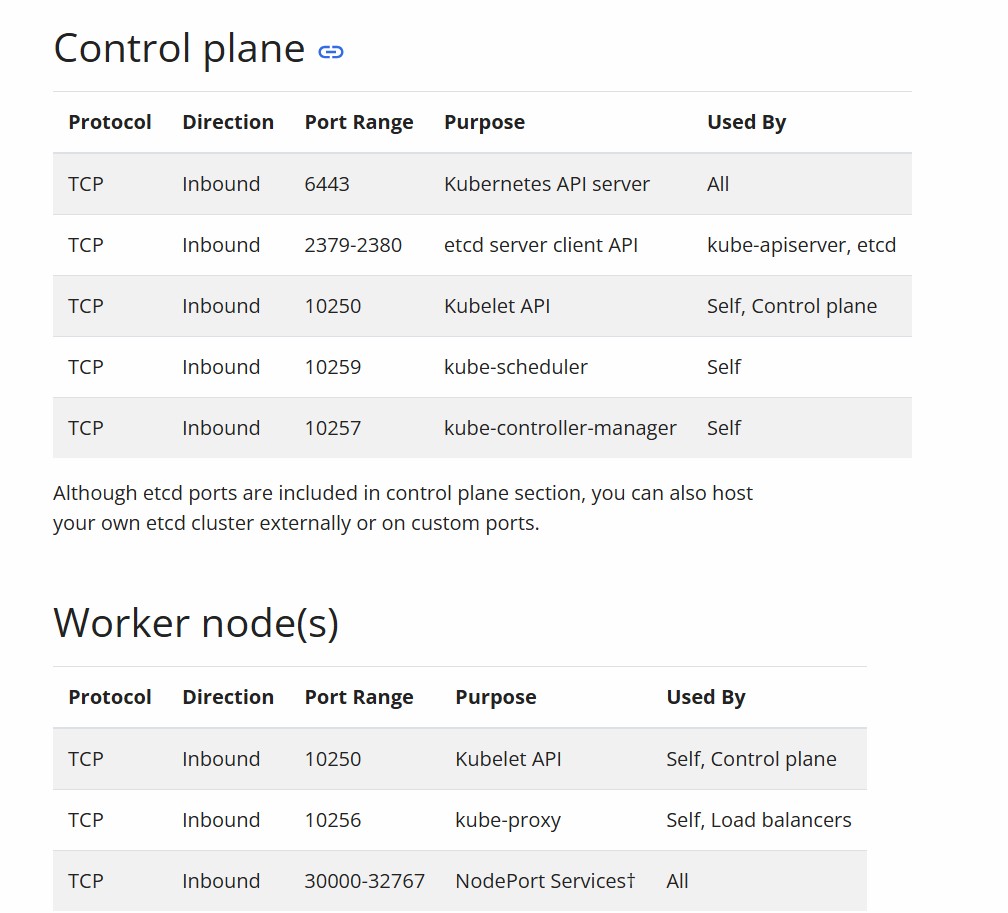 Control plane
Protocol Direction Port Range Purpose Used By
TCP Inbound 6443 Kubernetes API server All
TCP Inbound 2379-2380 etcd server client API kube-apiserver, etcd
TCP Inbound 10250 Kubelet API Self, Control plane
TCP Inbound 10259 kube-scheduler Self
TCP Inbound 10257 kube-controller-manager Self
Although etcd ports are included in control plane section, you can also host
your own etcd cluster externally or on custom ports.
Worker node(s)
Protocol Direction Port Range Purpose Used By
TCP Inbound 10250 Kubelet API Self, Control plane
TCP Inbound 10256 kube-proxy Self, Load balancers
TCP Inbound 30000-32767 NodePort Services† All